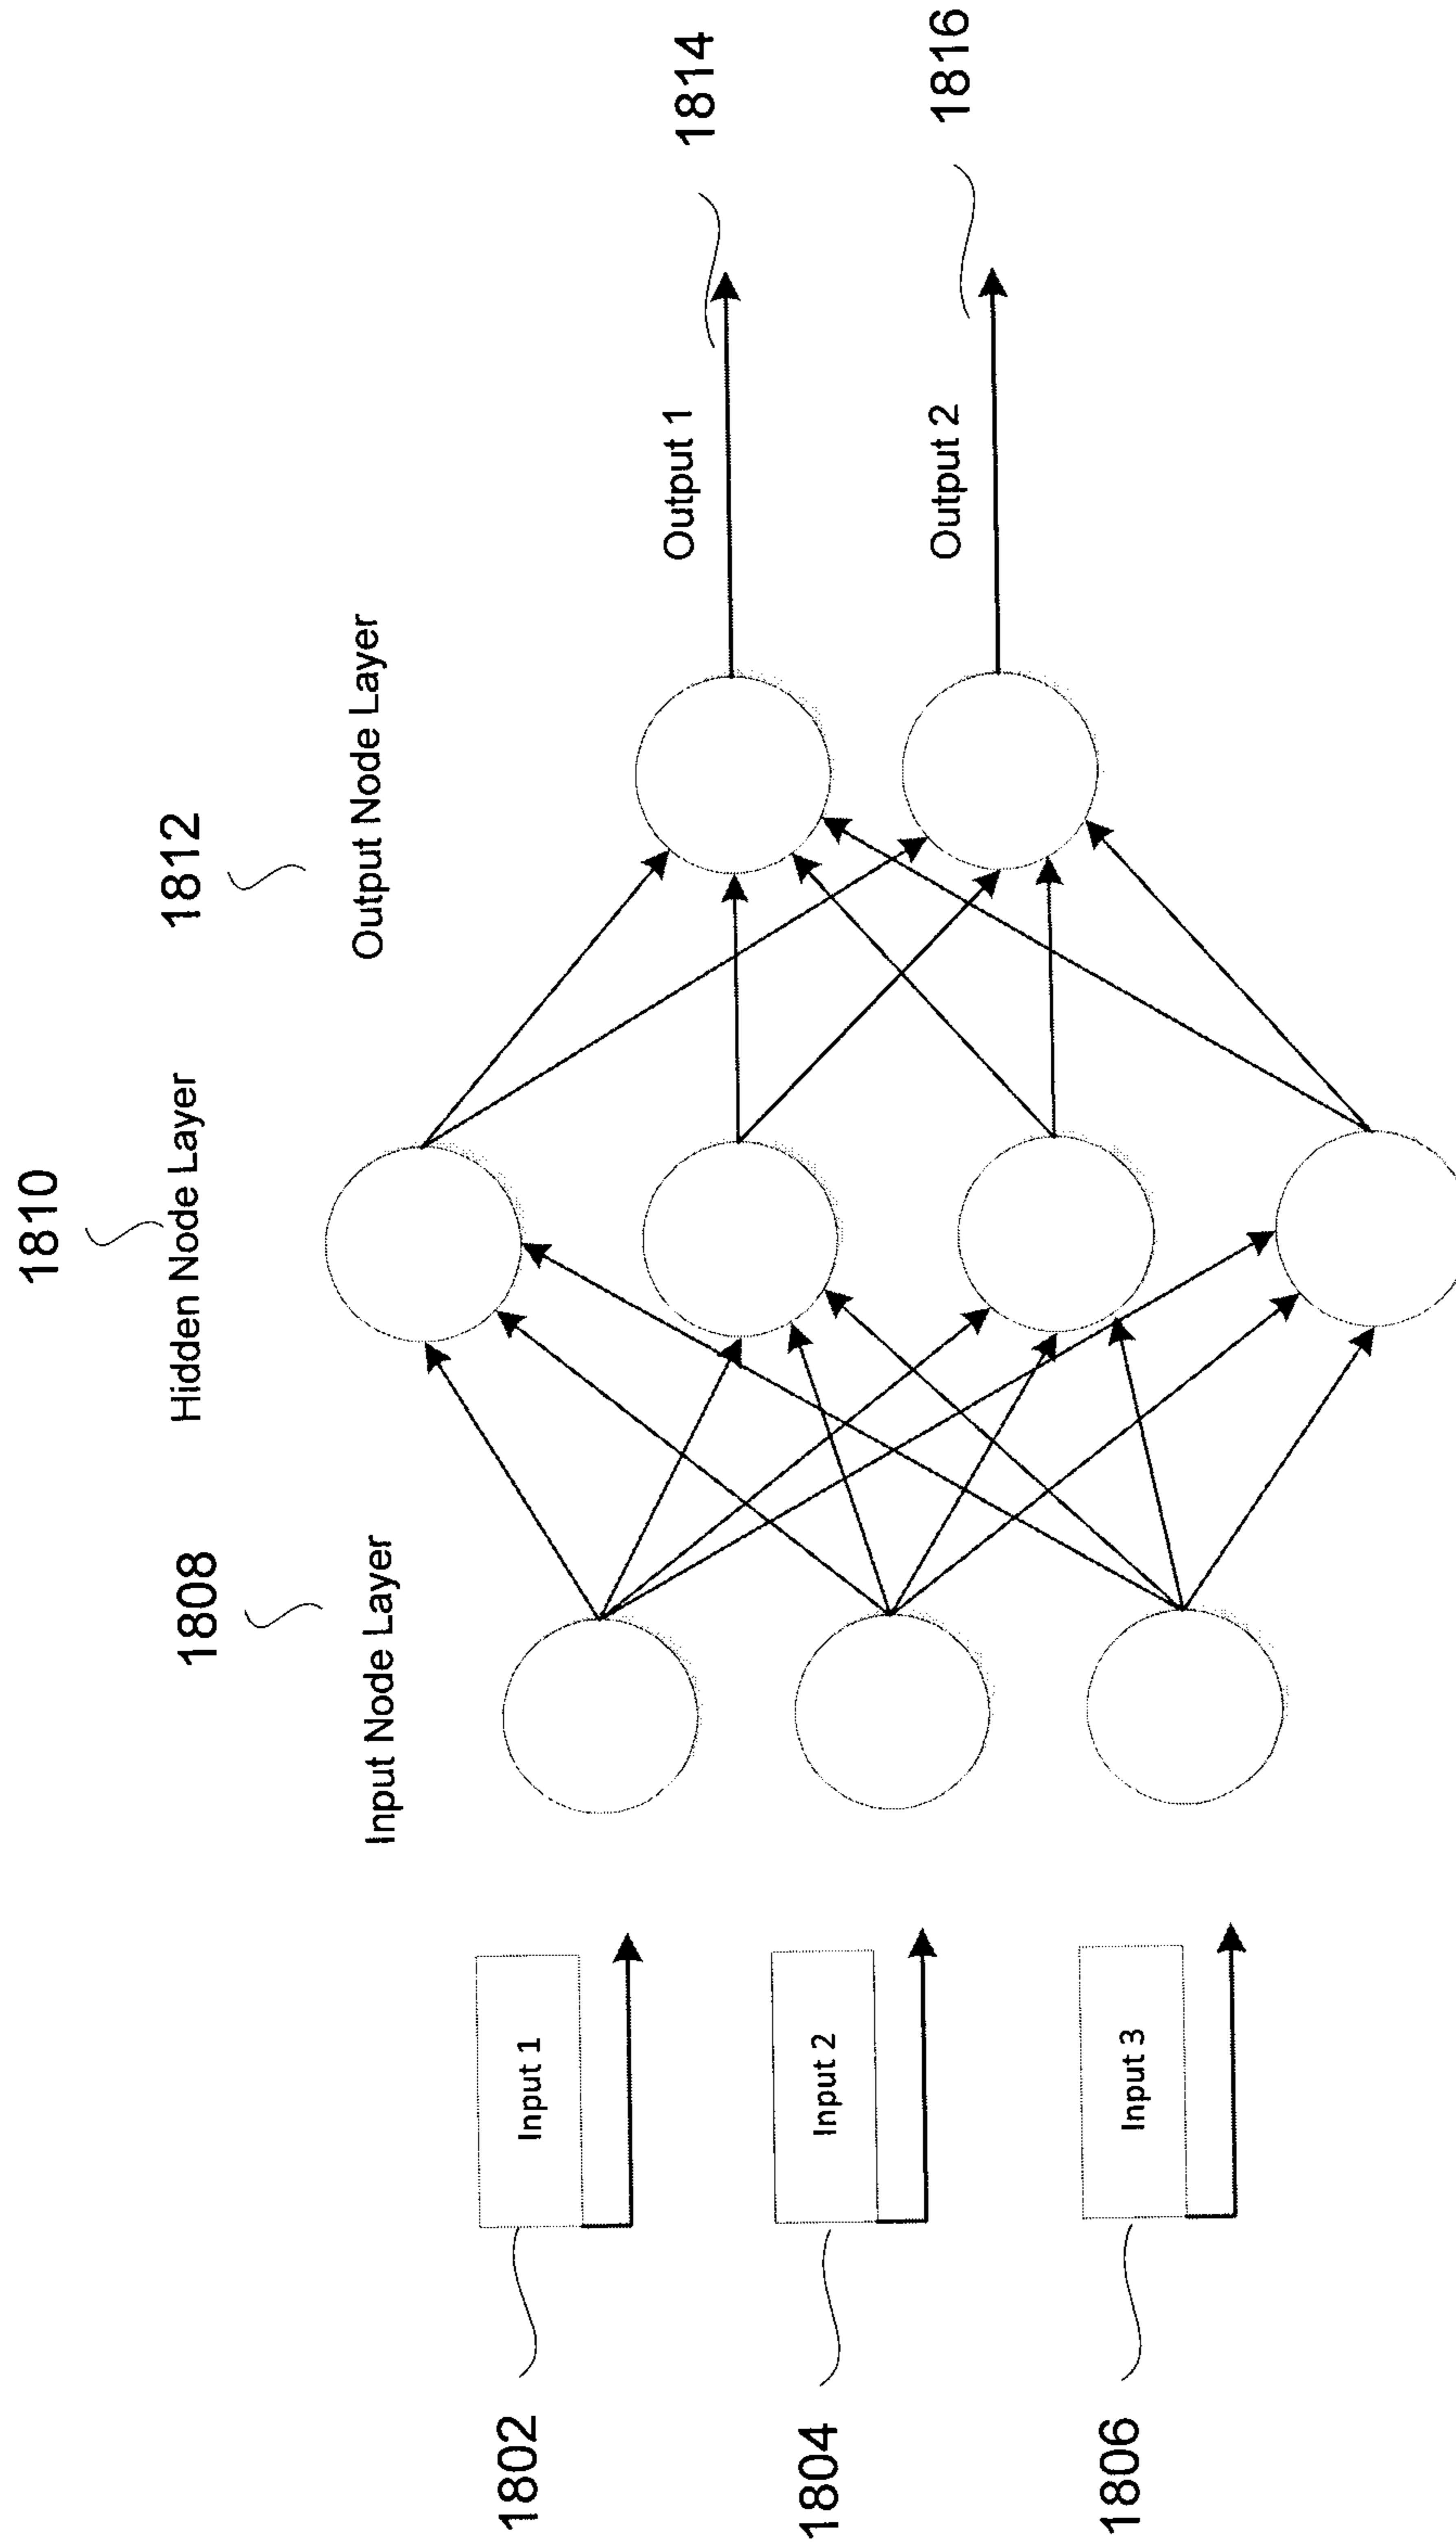 1810
Hidden Node Layer
1808
Input Node Layer
1812
Output Node Layer
1802
Input 1
Output 1
1814
1804
Input 2
Output 2
1816
1806
Input 3